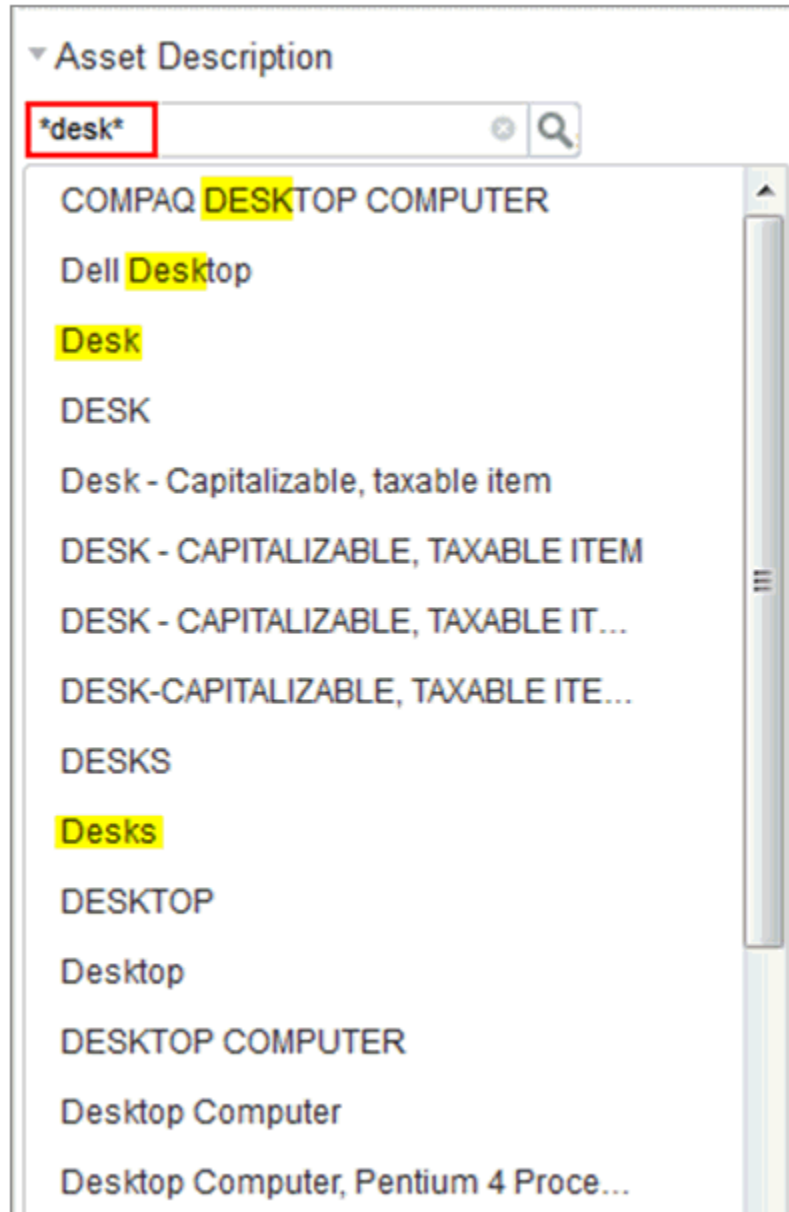 Asset Description
*desk*
COMPAQ DESKTOP COMPUTER
Dell Desktop
Desk
DESK
Desk - Capitalizable, taxable item
DESK - CAPITALIZABLE, TAXABLE ITEM
DESK - CAPITALIZABLE, TAXABLE IT...
DESK-CAPITALIZABLE, TAXABLE ITE...
DESKS
Desks
DESKTOP
Desktop
DESKTOP COMPUTER
Desktop Computer
Desktop Computer, Pentium 4 Proce...